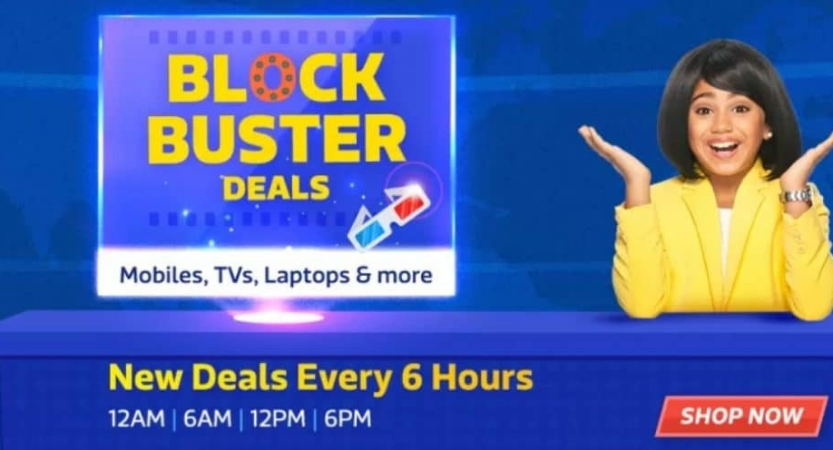 BLOCK
BUSTER
DEALS
Mobiles, TVs, Laptops & more
New Deals Every 6 Hours
12AM | 6AM | 12PM | 6PM
SHOP NOW